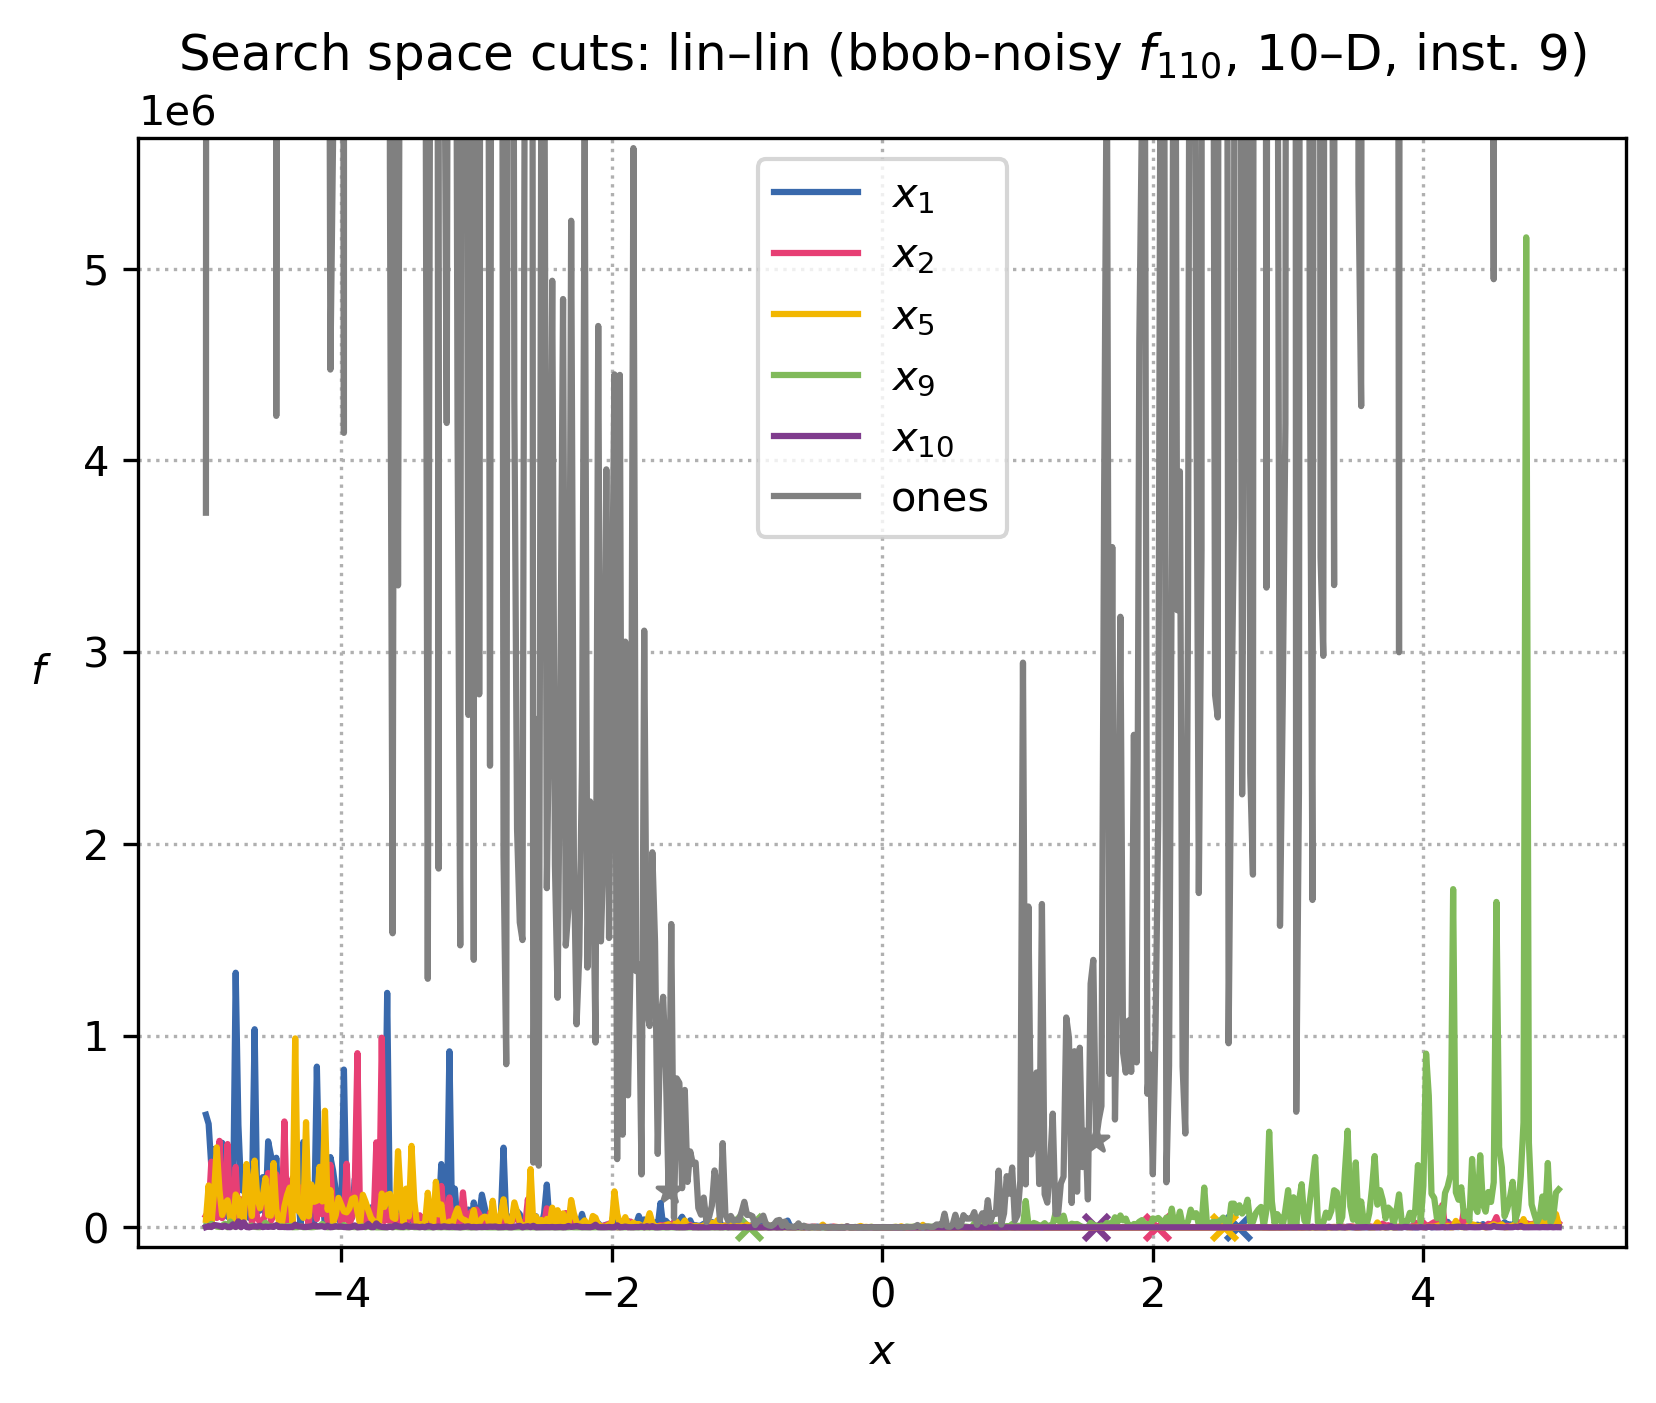 Search space cuts: lin–lin (bbob-noisy f₁₁₀, 10–D, inst. 9)
1e6
x₁
x₂
x₅
x₉
x₁₀
ones
5
4
3
2
1
0
f
−4
−2
0
2
4
x